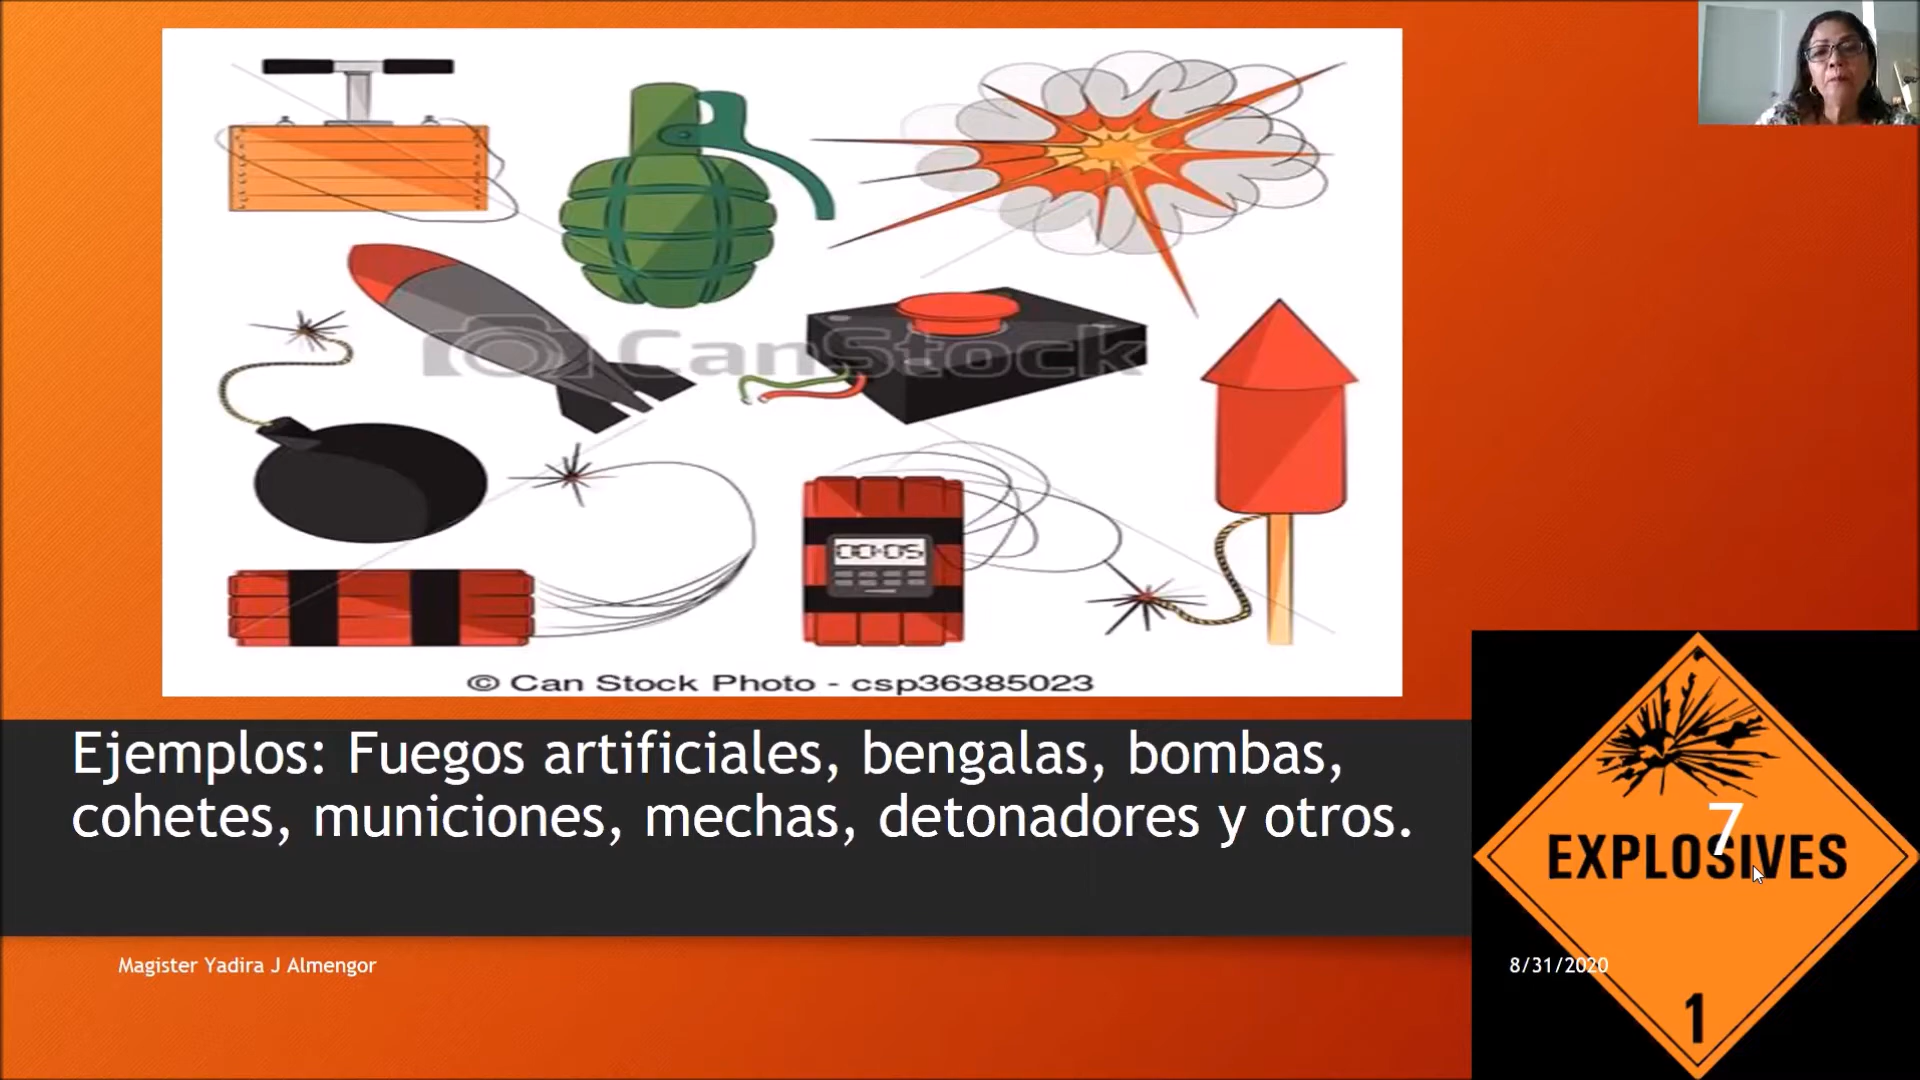 CanStock
00:05
© Can Stock Photo - csp36385023
Ejemplos: Fuegos artificiales, bengalas, bombas,
cohetes, municiones, mechas, detonadores y otros.
7
EXPLOSIVES
1
Magister Yadira J Almengor
8/31/2020